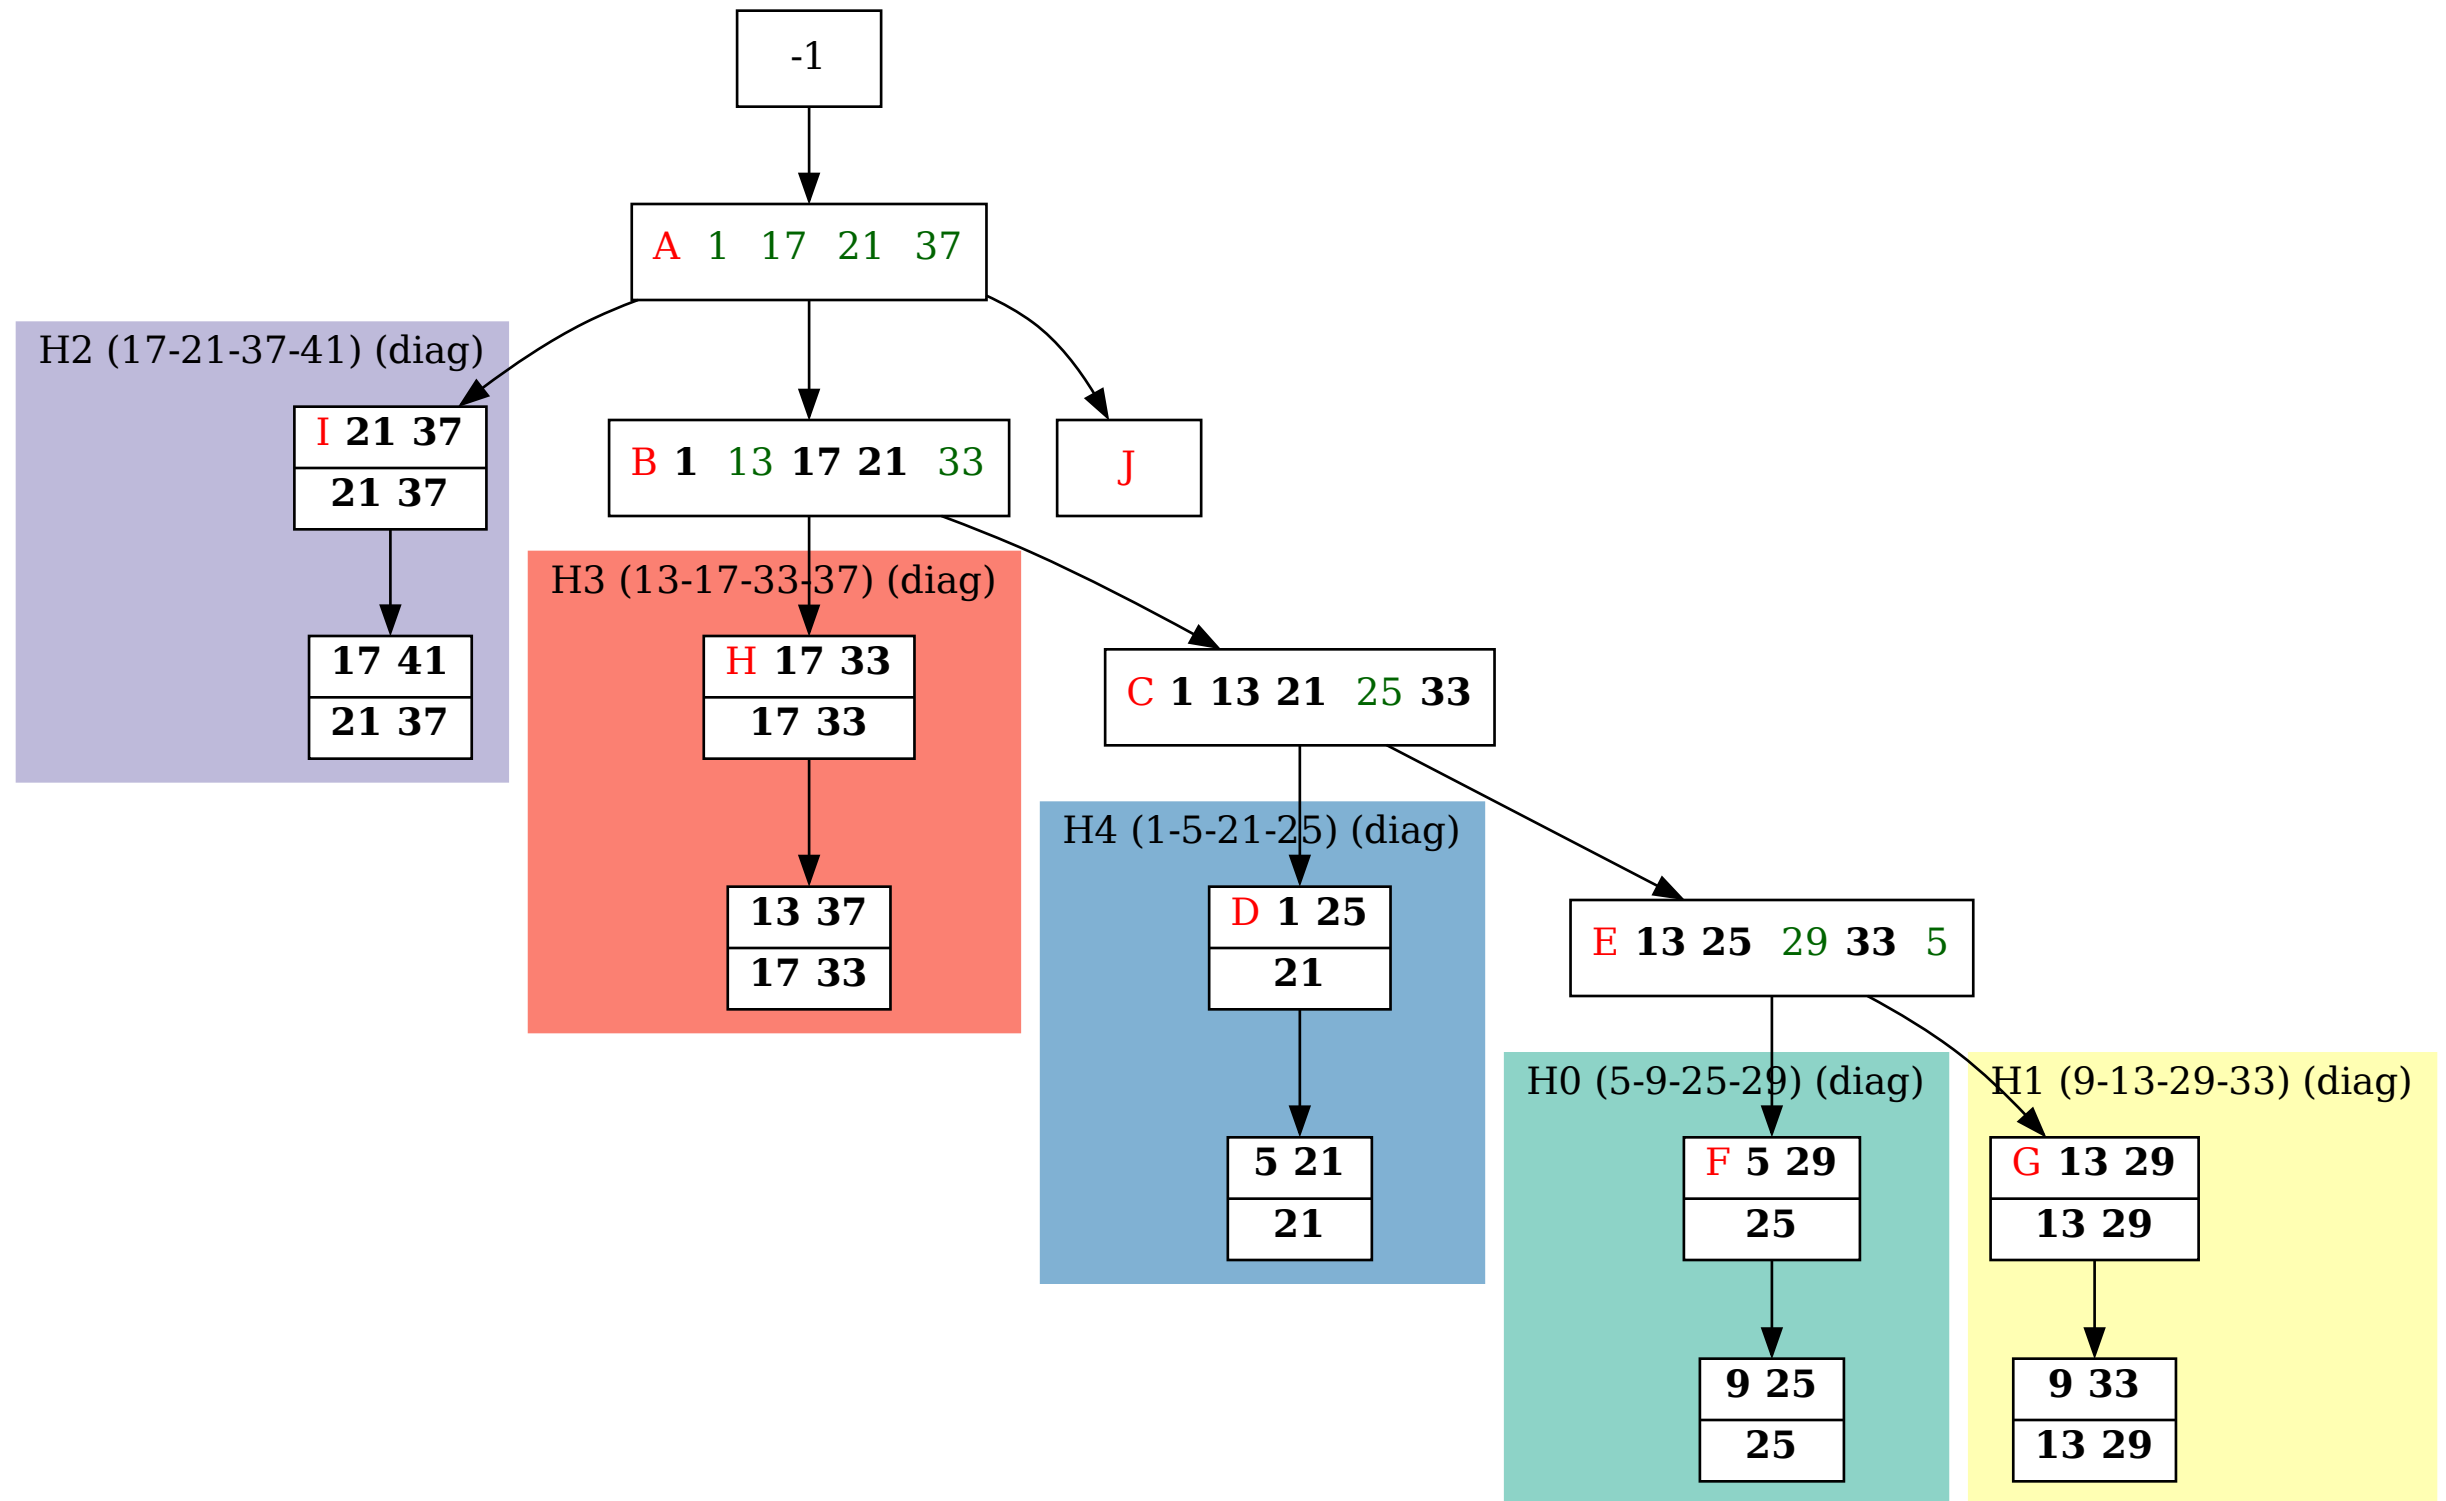 -1
A 1 17 21 37
H2 (17-21-37-41) (diag)
I 21 37
21 37
B 1 13 17 21 33
J
H3 (13-17-33-37) (diag)
17 41
21 37
H 17 33
17 33
C 1 13 21 25 33
H4 (1-5-21-25) (diag)
13 37
17 33
D 1 25
21
E 13 25 29 33 5
H0 (5-9-25-29) (diag)
H1 (9-13-29-33) (diag)
5 21
21
F 5 29
25
G 13 29
13 29
9 25
25
9 33
13 29